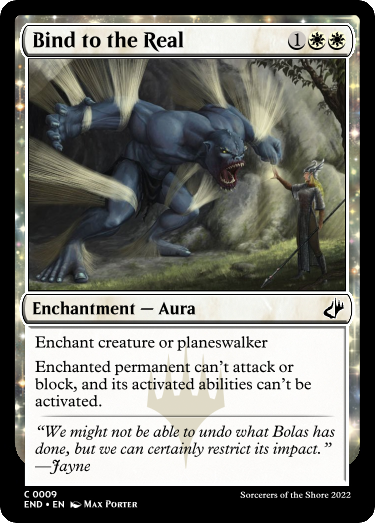 Bind to the Real 1
Enchantment — Aura
Enchant creature or planeswalker
Enchanted permanent can't attack or
block, and its activated abilities can't be
activated.
“We might not be able to undo what Bolas has
done, but we can certainly restrict its impact.”
—Jayne
C 0009
END • EN MAX PORTER
Sorcerers of the Shore 2022